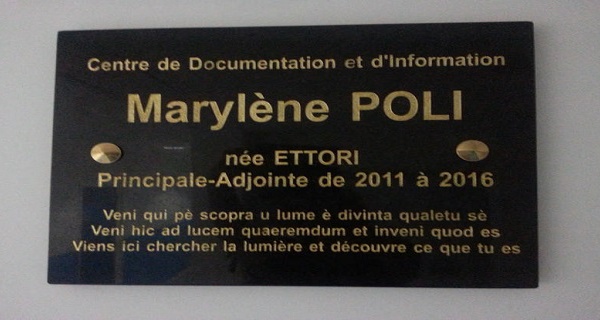 Centre de Documentation et d'Information
Marylène POLI
née ETTORI
Principale-Adjointe de 2011 à 2016
Veni qui pè scopra u lume è divinta qualetu sè
Veni hic ad lucem quaeremdum et inveni quod es
Viens ici chercher la lumière et découvre ce que tu es